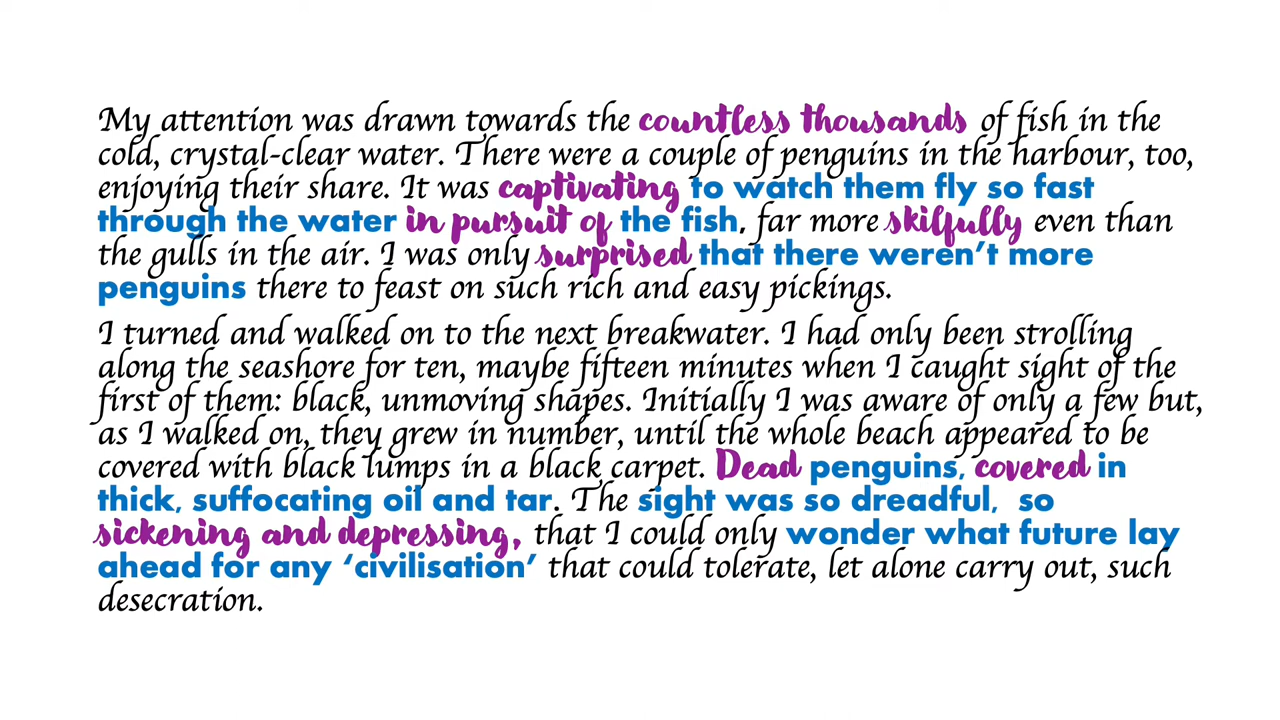 My attention was drawn towards the countless thousands of fish in the
cold, crystal-clear water. There were a couple of penguins in the harbour, too,
enjoying their share. It was captivating to watch them fly so fast
through the water in pursuit of the fish, far more skilfully even than
the gulls in the air. I was only surprised that there weren't more
penguins there to feast on such rich and easy pickings.
I turned and walked on to the next breakwater. I had only been strolling
along the seashore for ten, maybe fifteen minutes when I caught sight of the
first of them: black, unmoving shapes. Initially I was aware of only a few but,
as I walked on, they grew in number, until the whole beach appeared to be
covered with black lumps in a black carpet. Dead penguins, covered in
thick, suffocating oil and tar. The sight was so dreadful, so
sickening and depressing, that I could only wonder what future lay
ahead for any ‘civilisation’ that could tolerate, let alone carry out, such
desecration.